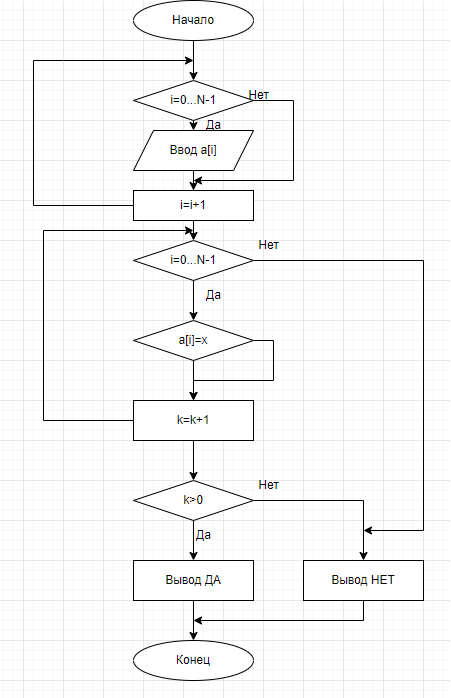 Начало
i=0...N-1
Нет
Да
Ввод a[i]
i=i+1
i=0...N-1
Нет
Да
a[i]=x
k=k+1
k>0
Нет
Да
Вывод ДА
Вывод НЕТ
Конец